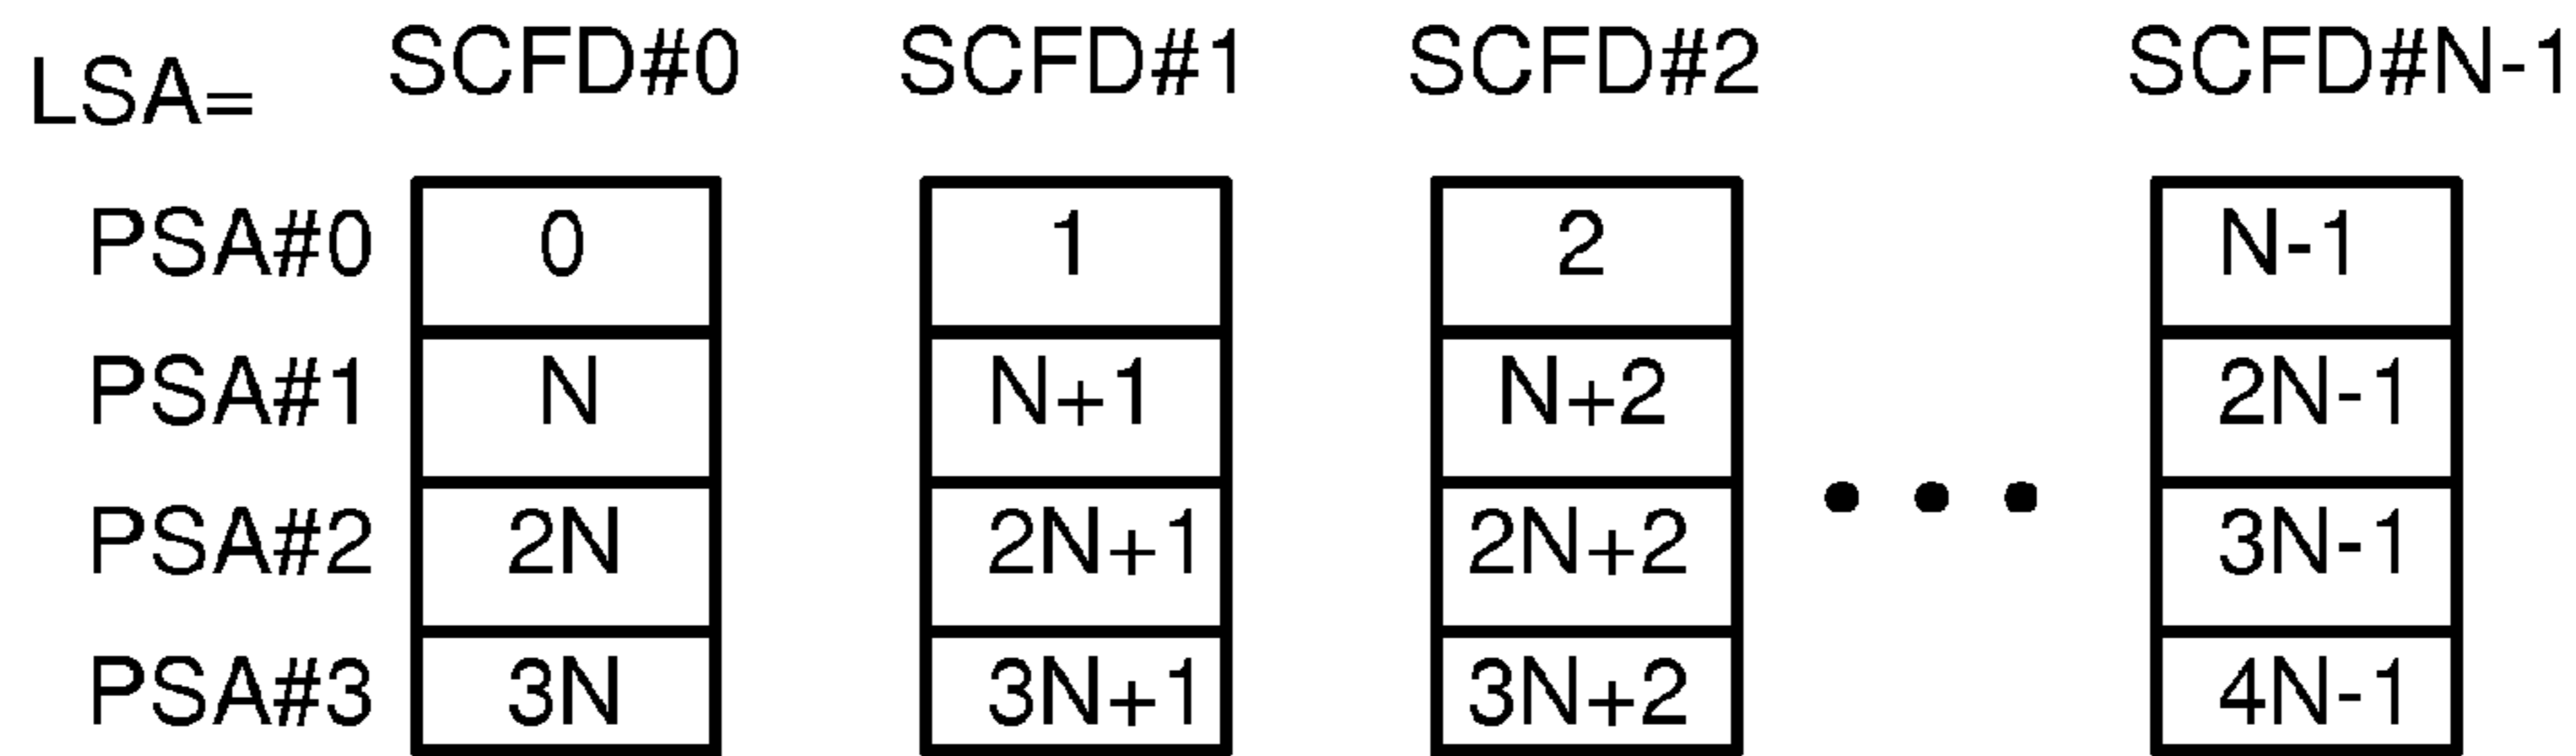 LSA= SCFD#0 SCFD#1 SCFD#2 SCFD#N-1
PSA#0 0 1 2 N-1
PSA#1 N N+1 N+2 2N-1
PSA#2 2N 2N+1 2N+2 3N-1
PSA#3 3N 3N+1 3N+2 4N-1